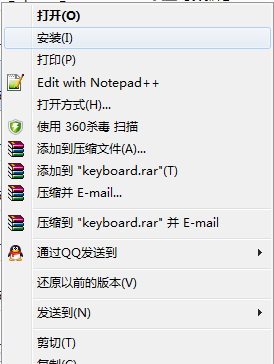 打开(O)
安装(I)
打印(P)
Edit with Notepad++
打开方式(H)...
使用 360杀毒 扫描
添加到压缩文件(A)...
添加到 "keyboard.rar"(T)
压缩并 E-mail...
压缩到 "keyboard.rar" 并 E-mail
通过QQ发送到
还原以前的版本(V)
发送到(N)
剪切(T)